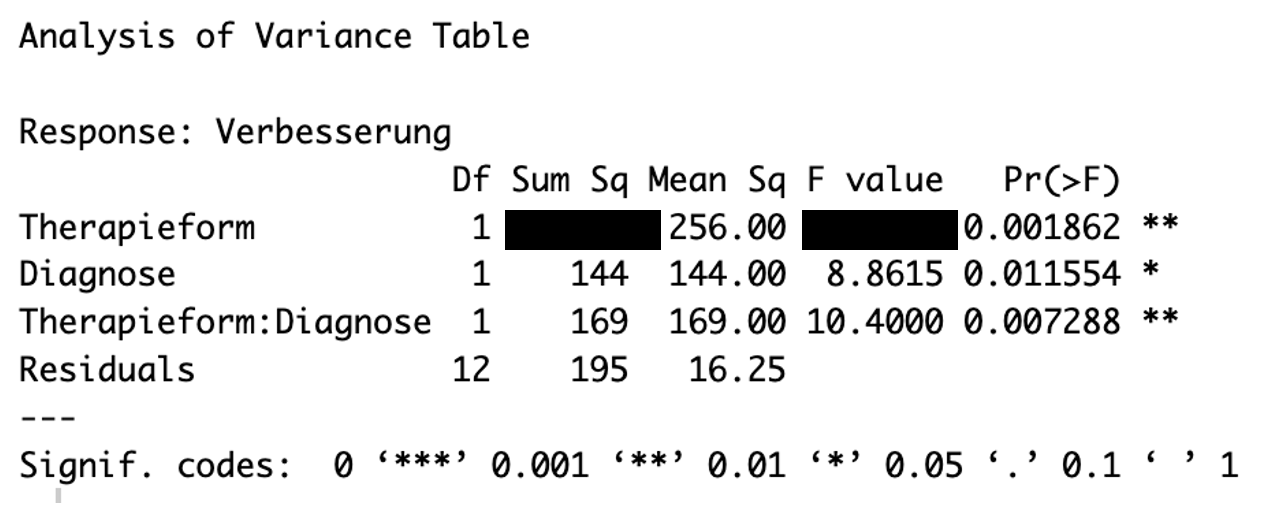 Analysis of Variance Table
Response: Verbesserung
Df Sum Sq Mean Sq F value Pr(>F)
Therapieform 1 256.00 0.001862 **
Diagnose 1 144 144.00 8.8615 0.011554 *
Therapieform:Diagnose 1 169 169.00 10.4000 0.007288 **
Residuals 12 195 16.25
---
Signif. codes: 0 ‘***’ 0.001 ‘**’ 0.01 ‘*’ 0.05 ‘.’ 0.1 ‘ ’ 1